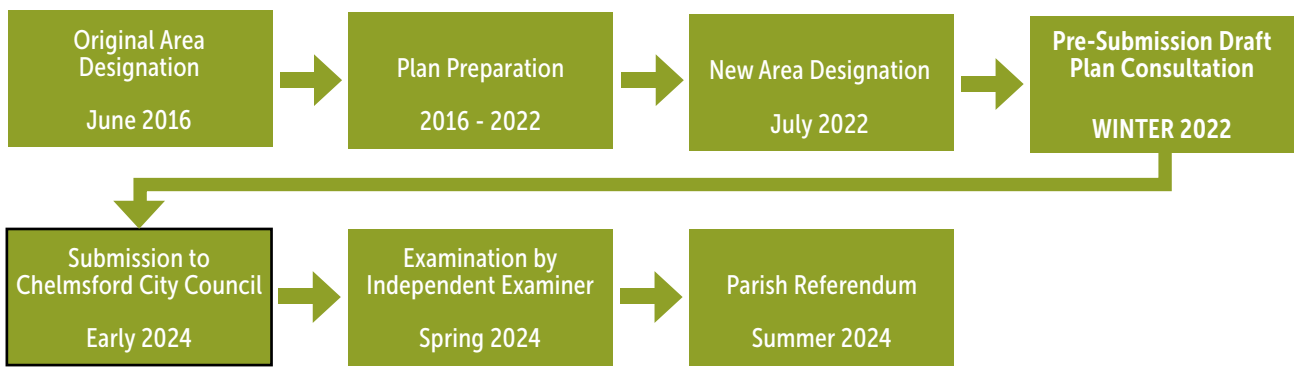 Original Area
Designation
June 2016
Plan Preparation
2016 - 2022
New Area Designation
July 2022
Pre-Submission Draft
Plan Consultation
WINTER 2022
Submission to
Chelmsford City Council
Early 2024
Examination by
Independent Examiner
Spring 2024
Parish Referendum
Summer 2024